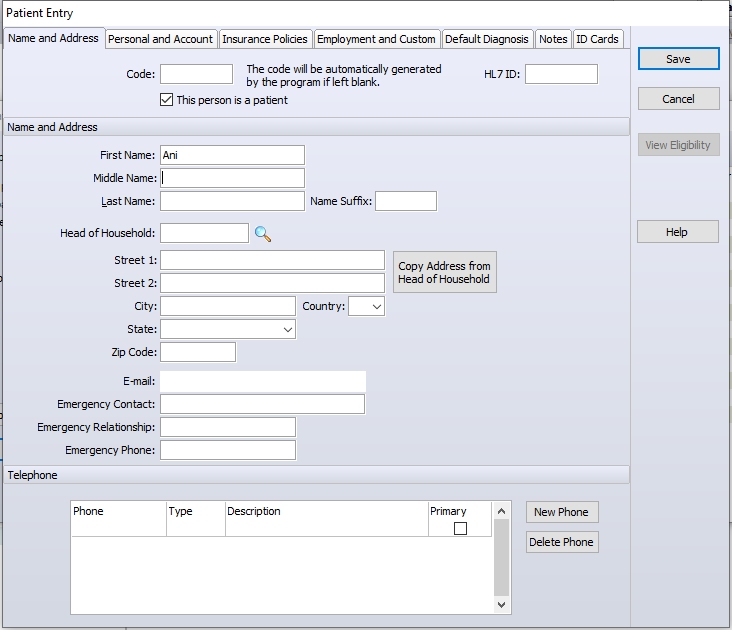 Patient Entry
Name and Address Personal and Account Insurance Policies Employment and Custom Default Diagnosis Notes ID Cards
Code: The code will be automatically generated by the program if left blank. HL7 ID:
This person is a patient
Name and Address
First Name: Ani
Middle Name:
Last Name: Name Suffix:
Head of Household:
Street 1:
Street 2:
Copy Address from
Head of Household
City: Country:
State:
Zip Code:
E-mail:
Emergency Contact:
Emergency Relationship:
Emergency Phone:
Telephone
Phone Type Description Primary
New Phone
Delete Phone
Save
Cancel
View Eligibility
Help